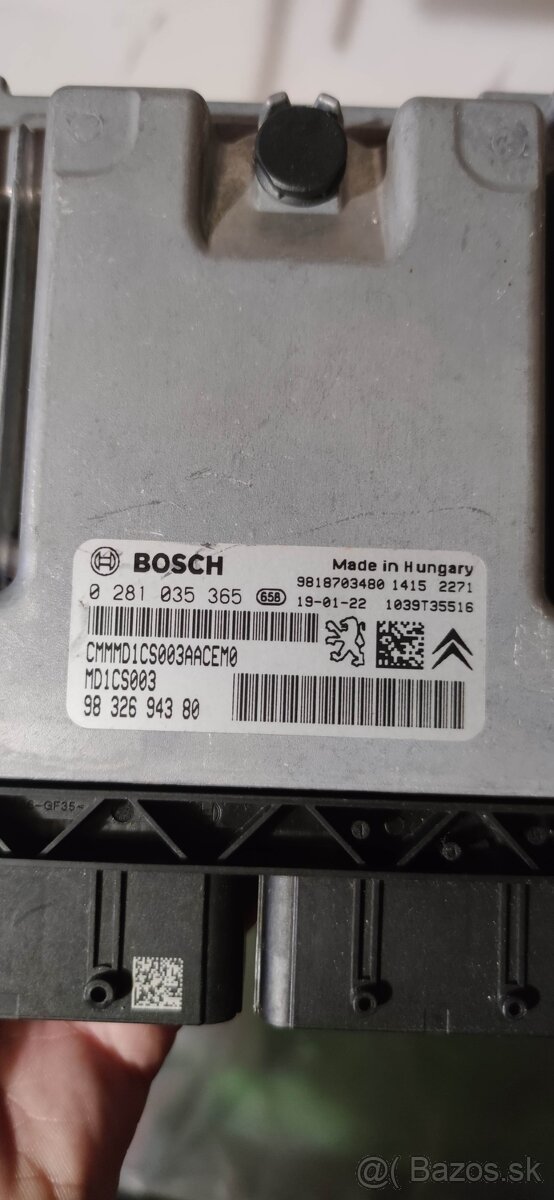 BOSCH
Made in Hungary
9818703480 1415 2271
0 281 035 365 658 19-01-22 1039T35516
CMMMD1CS003AACEM0
MD1CS003
98 326 943 80
-GF35
@( Bazos.sk